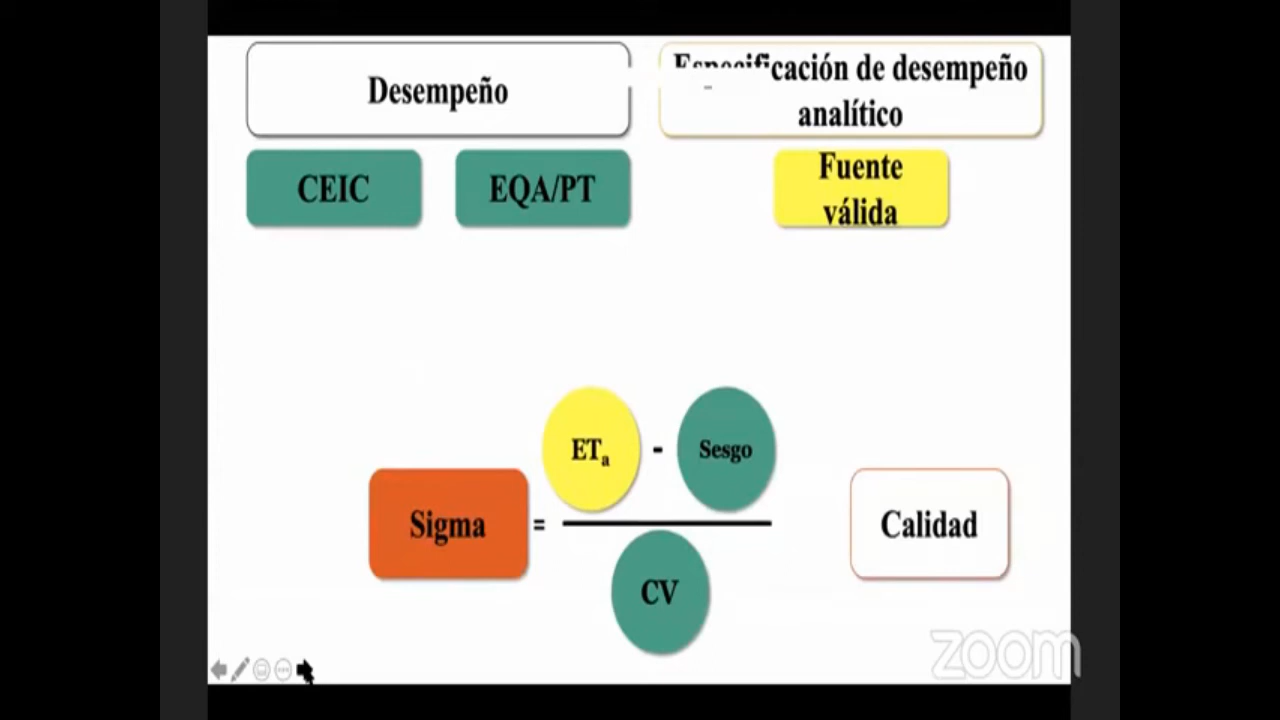 Desempeño
Especificación de desempeño
analítico
CEIC
EQA/PT
Fuente
válida
ETa - Sesgo
Sigma =
CV
Calidad
zoom